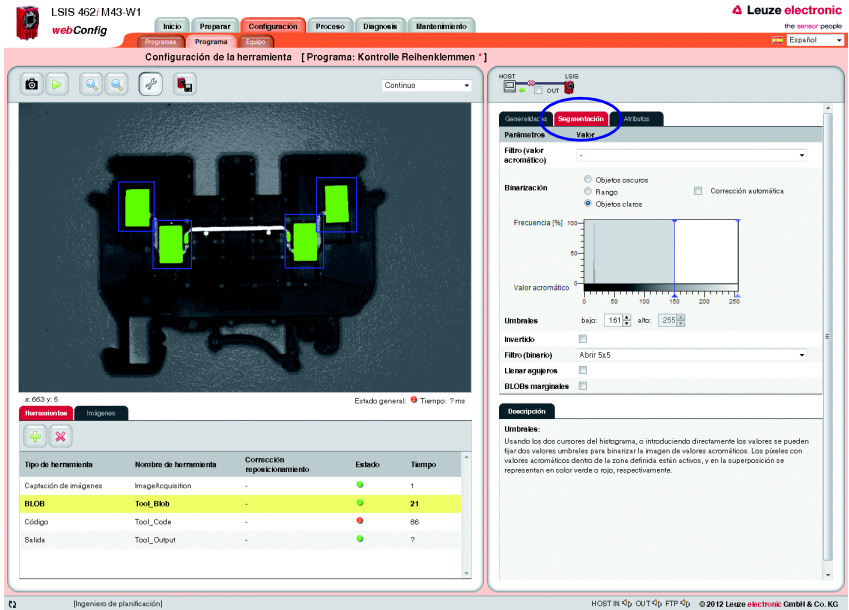 LSIS 462i M43-W1
webConfig
Inicio Preparar Configuración Proceso Diagnosis Mantenimiento
Programas Programa Equipo
Leuze electronic
the sensor people
Español
Configuración de la herramienta [ Programa: Kontrolle Reihenklemmen * ]
Continuo
x: 663 y: 6
Estado general: Tiempo: ? ms
Herramientas Imágenes
Tipo de herramienta Nombre de herramienta Corrección reposicionamiento Estado Tiempo
Captación de imágenes ImageAcquisition - 1
BLOB Tool_Blob - 21
Código Tool_Code - 86
Salida Tool_Output - ?
HOST LSIS
OUT
Generalidades Segmentación Atributos
Parámetros Valor
Filtro (valor acromático) -
Binarización
Objetos oscuros
Rango
Objetos claros
Corrección automática
Frecuencia [%] 100
50
0
Valor acromático
0 50 100 150 200 250
Umbrales bajo: 161 alto: 255
Invertido
Filtro (binario) Abrir 5x5
Llenar agujeros
BLOBs marginales
Descripción
Umbrales:
Usando los dos cursores del histograma, o introduciendo directamente los valores se pueden
fijar dos valores umbrales para binarizar la imagen de valores acromáticos. Los píxeles con
valores acromáticos dentro de la zona definida están activos, y en la superposición se
representan en color verde o rojo, respectivamente.
[Ingeniero de planificación]
HOST IN OUT FTP © 2012 Leuze electronic GmbH & Co. KG